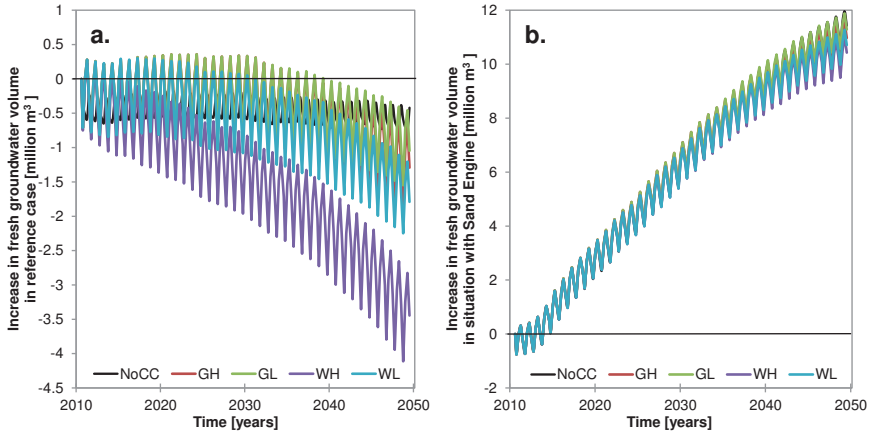 a.
Increase in fresh groundwater volume
in reference case [million m³]
1
0.5
0
-0.5
-1
-1.5
-2
-2.5
-3
-3.5
-4
-4.5
NoCC GH GL WH WL
2010 2020 2030 2040 2050
Time [years]
b.
Increase in fresh groundwater volume
in situation with Sand Engine [million m³]
12
10
8
6
4
2
0
-2
NoCC GH GL WH WL
2010 2020 2030 2040 2050
Time [years]